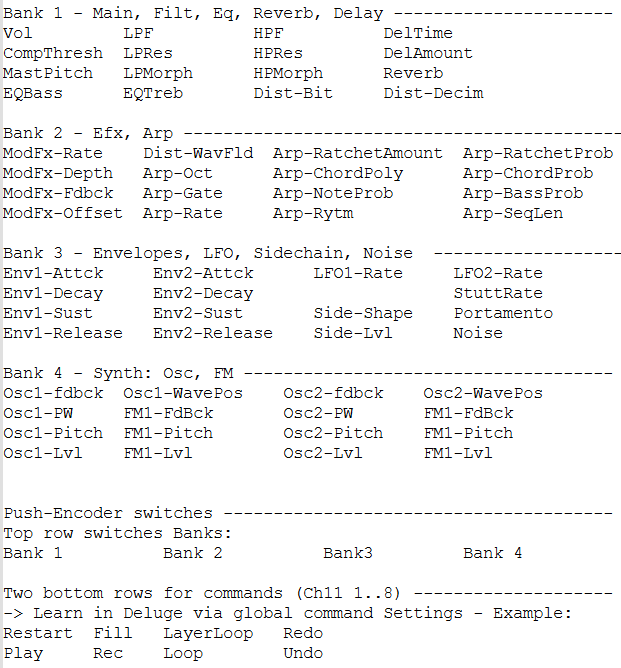 Bank 1 - Main, Filt, Eq, Reverb, Delay ----------------------
Vol         LPF          HPF          DelTime
CompThresh  LPRes        HPRes        DelAmount
MastPitch   LPMorph      HPMorph      Reverb
EQBass      EQTreb       Dist-Bit     Dist-Decim
Bank 2 - Efx, Arp --------------------------------------------
ModFx-Rate    Dist-WavFld  Arp-RatchetAmount  Arp-RatchetProb
ModFx-Depth   Arp-Oct      Arp-ChordPoly      Arp-ChordProb
ModFx-Fdbck   Arp-Gate     Arp-NoteProb       Arp-BassProb
ModFx-Offset  Arp-Rate     Arp-Rytm           Arp-SeqLen
Bank 3 - Envelopes, LFO, Sidechain, Noise  -------------------
Env1-Attck     Env2-Attck      LFO1-Rate     LFO2-Rate
Env1-Decay     Env2-Decay                    StuttRate
Env1-Sust      Env2-Sust       Side-Shape    Portamento
Env1-Release   Env2-Release    Side-Lvl      Noise
Bank 4 - Synth: Osc, FM -------------------------------------
Osc1-fdbck  Osc1-WavePos    Osc2-fdbck    Osc2-WavePos
Osc1-PW     FM1-FdBck       Osc2-PW       FM1-FdBck
Osc1-Pitch  FM1-Pitch       Osc2-Pitch    FM1-Pitch
Osc1-Lvl    FM1-Lvl         Osc2-Lvl      FM1-Lvl
Push-Encoder switches ---------------------------------------
Top row switches Banks:
Bank 1          Bank 2          Bank3         Bank 4
Two bottom rows for commands (Ch11 1..8) --------------------
-> Learn in Deluge via global command Settings - Example:
Restart  Fill   LayerLoop   Redo
Play     Rec    Loop        Undo